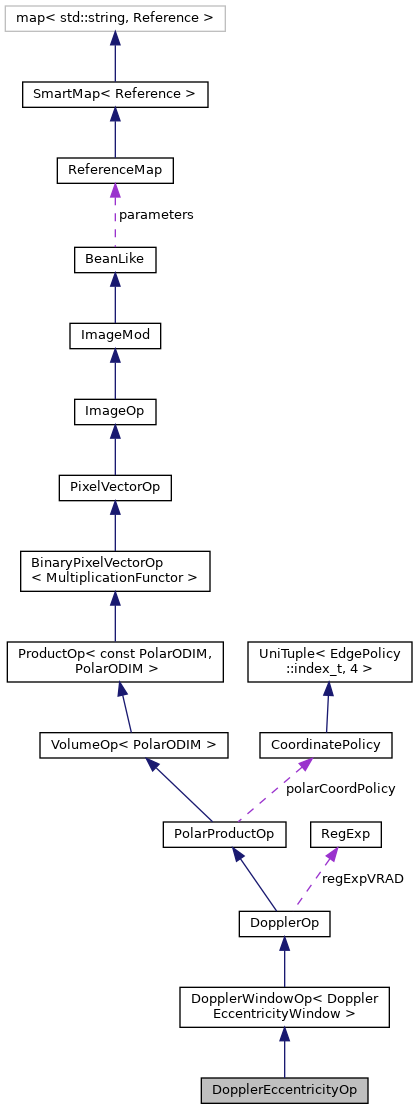 map< std::string, Reference >
SmartMap< Reference >
ReferenceMap
parameters
BeanLike
ImageMod
ImageOp
PixelVectorOp
BinaryPixelVectorOp
< MultiplicationFunctor >
ProductOp< const PolarODIM,
PolarODIM >
UniTuple< EdgePolicy
::index_t, 4 >
VolumeOp< PolarODIM >
CoordinatePolicy
polarCoordPolicy
PolarProductOp
RegExp
regExpVRAD
DopplerOp
DopplerWindowOp< Doppler
EccentricityWindow >
DopplerEccentricityOp